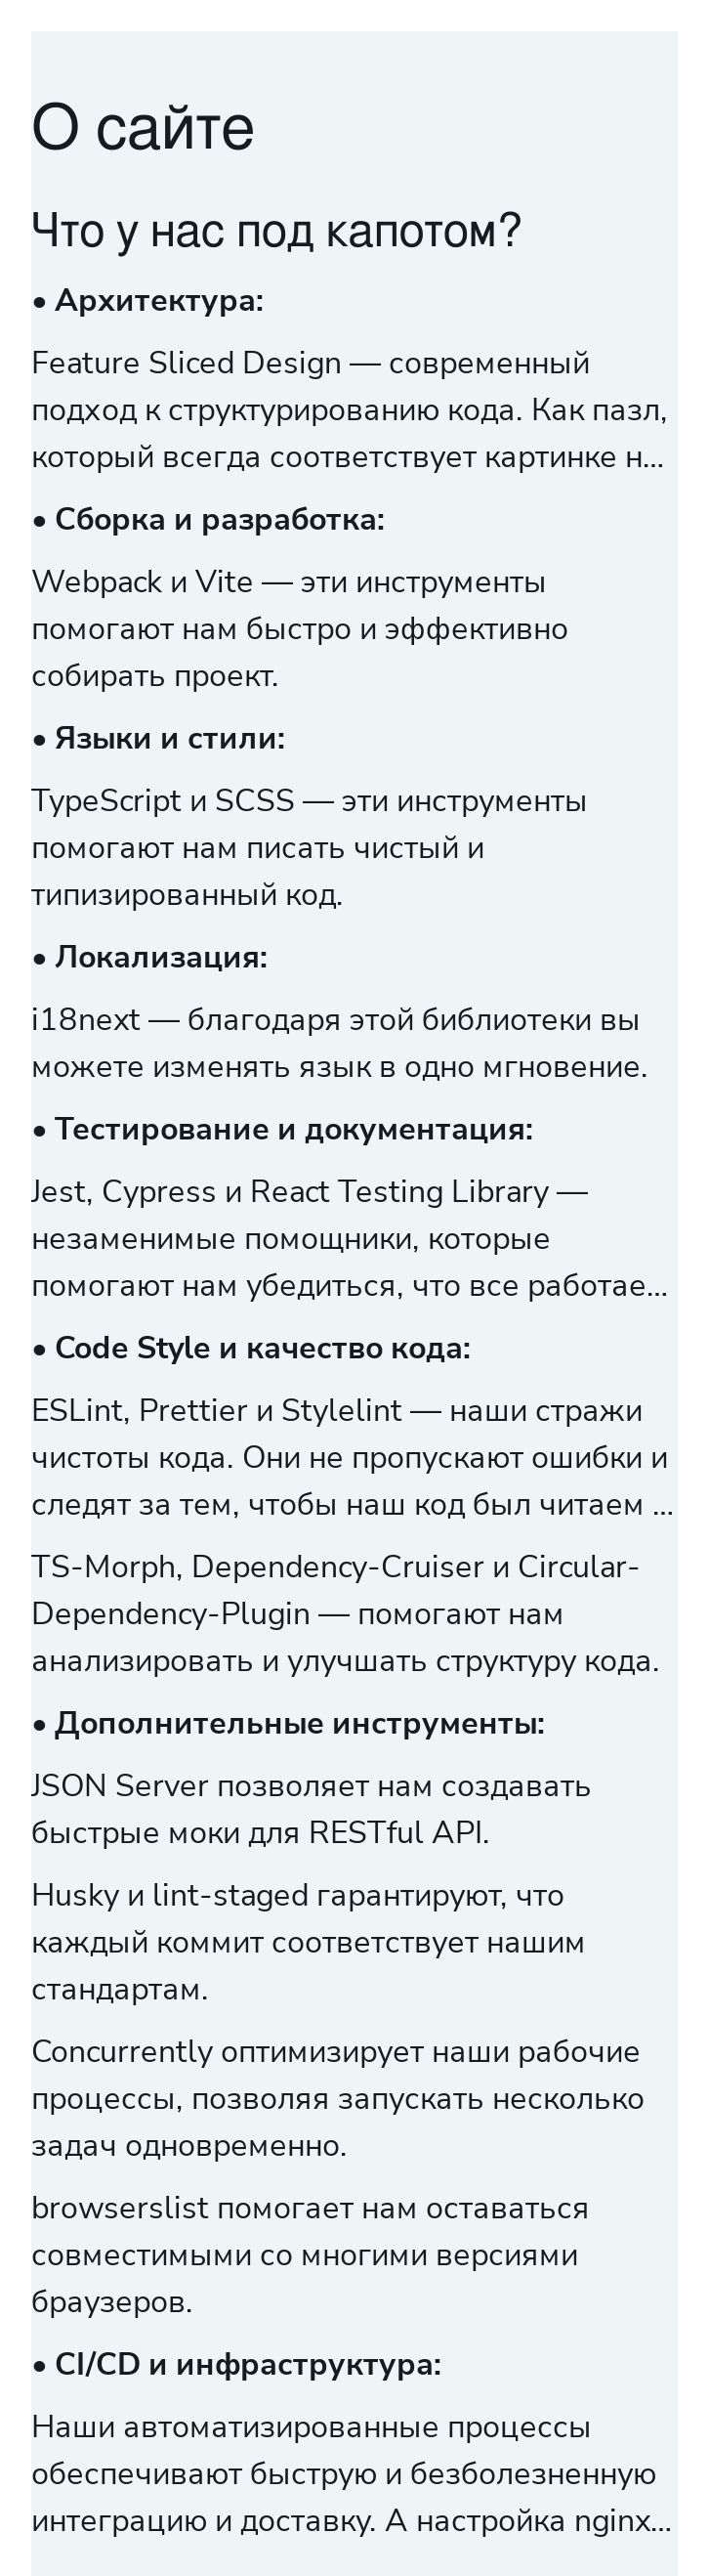 О сайте
Что у нас под капотом?
• Архитектура:
Feature Sliced Design — современный
подход к структурированию кода. Как пазл,
который всегда соответствует картинке н...
• Сборка и разработка:
Webpack и Vite — эти инструменты
помогают нам быстро и эффективно
собирать проект.
• Языки и стили:
TypeScript и SCSS — эти инструменты
помогают нам писать чистый и
типизированный код.
• Локализация:
i18next — благодаря этой библиотеки вы
можете изменять язык в одно мгновение.
• Тестирование и документация:
Jest, Cypress и React Testing Library —
незаменимые помощники, которые
помогают нам убедиться, что все работае...
• Code Style и качество кода:
ESLint, Prettier и Stylelint — наши стражи
чистоты кода. Они не пропускают ошибки и
следят за тем, чтобы наш код был читаем ...
TS-Morph, Dependency-Cruiser и Circular-
Dependency-Plugin — помогают нам
анализировать и улучшать структуру кода.
• Дополнительные инструменты:
JSON Server позволяет нам создавать
быстрые моки для RESTful API.
Husky и lint-staged гарантируют, что
каждый коммит соответствует нашим
стандартам.
Concurrently оптимизирует наши рабочие
процессы, позволяя запускать несколько
задач одновременно.
browserslist помогает нам оставаться
совместимыми со многими версиями
браузеров.
• CI/CD и инфраструктура:
Наши автоматизированные процессы
обеспечивают быструю и безболезненную
интеграцию и доставку. А настройка nginx...